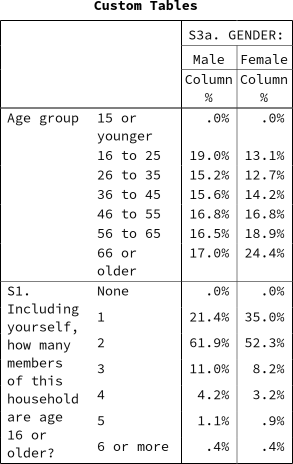 Custom Tables
S3a. GENDER:
Male Female
Column Column
% %
Age group 15 or younger .0% .0%
16 to 25 19.0% 13.1%
26 to 35 15.2% 12.7%
36 to 45 15.6% 14.2%
46 to 55 16.8% 16.8%
56 to 65 16.5% 18.9%
66 or older 17.0% 24.4%
S1. Including yourself, how many members of this household are age 16 or older? None .0% .0%
1 21.4% 35.0%
2 61.9% 52.3%
3 11.0% 8.2%
4 4.2% 3.2%
5 1.1% .9%
6 or more .4% .4%